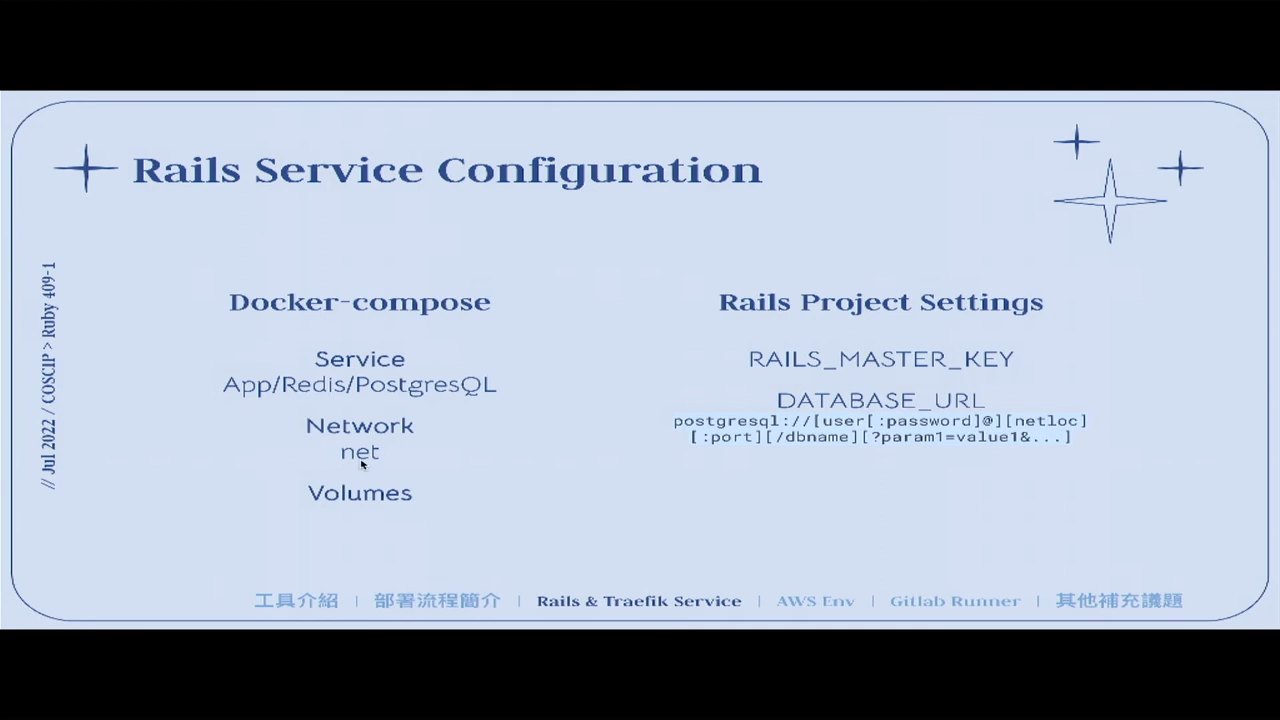 Rails Service Configuration
// Jul 2022 / COSCIP > Ruby 409-1
Docker-compose
Service
App/Redis/PostgresQL
Network
net
Volumes
Rails Project Settings
RAILS_MASTER_KEY
DATABASE_URL
postgresql://[user[:password]@][netloc]
[:port][/dbname][?param1=value1&...]
工具介紹 | 部署流程簡介 | Rails & Traefik Service | AWS Env | Gitlab Runner | 其他補充議題